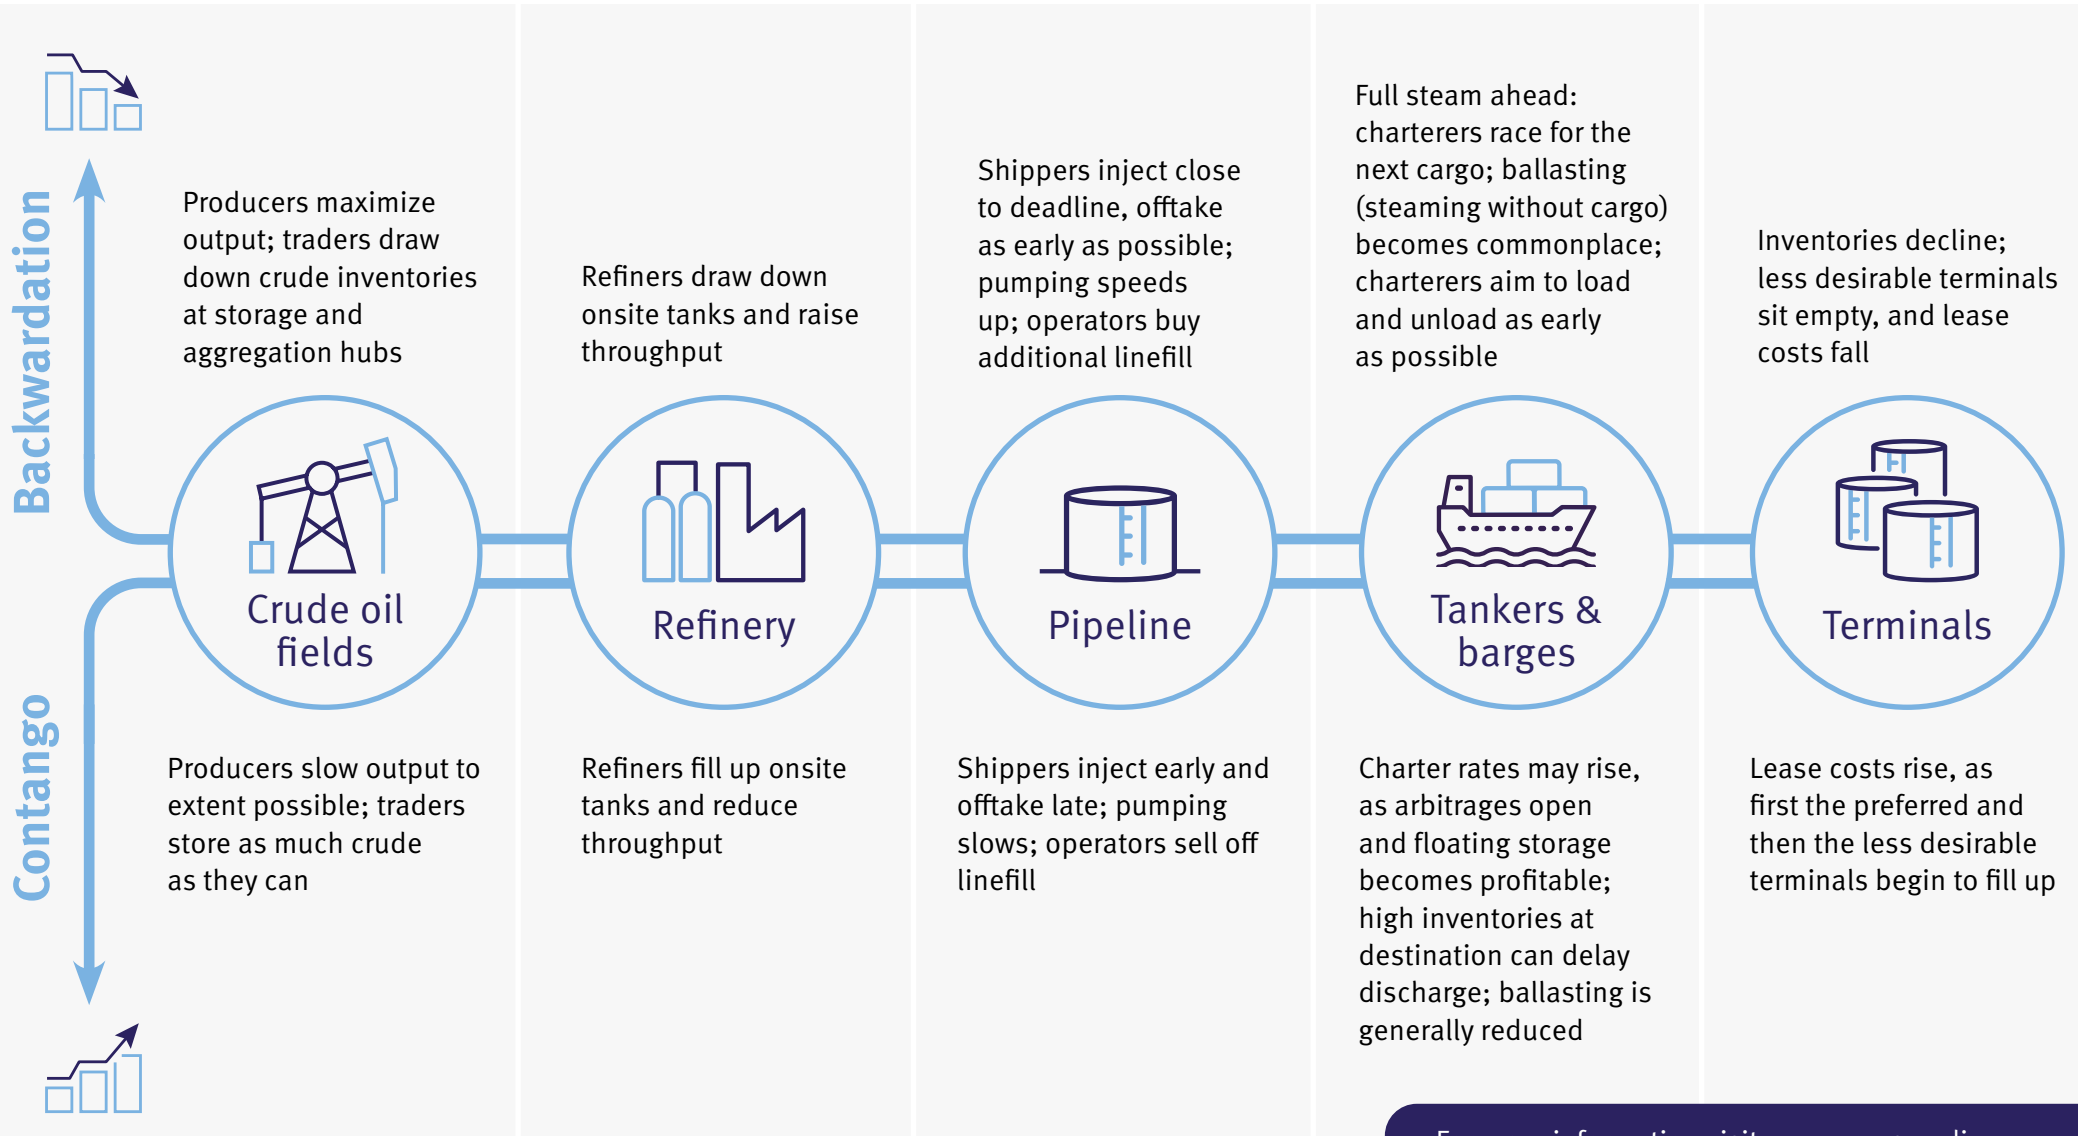 Backwardation
Producers maximize
output; traders draw
down crude inventories
at storage and
aggregation hubs
Refiners draw down
onsite tanks and raise
throughput
Shippers inject close
to deadline, offtake
as early as possible;
pumping speeds
up; operators buy
additional linefill
Full steam ahead:
charterers race for the
next cargo; ballasting
(steaming without cargo)
becomes commonplace;
charterers aim to load
and unload as early
as possible
Inventories decline;
less desirable terminals
sit empty, and lease
costs fall
Crude oil
fields
Refinery
Pipeline
Tankers &
barges
Terminals
Contango
Producers slow output to
extent possible; traders
store as much crude
as they can
Refiners fill up onsite
tanks and reduce
throughput
Shippers inject early and
offtake late; pumping
slows; operators sell off
linefill
Charter rates may rise,
as arbitrages open
and floating storage
becomes profitable;
high inventories at
destination can delay
discharge; ballasting is
generally reduced
Lease costs rise, as
first the preferred and
then the less desirable
terminals begin to fill up